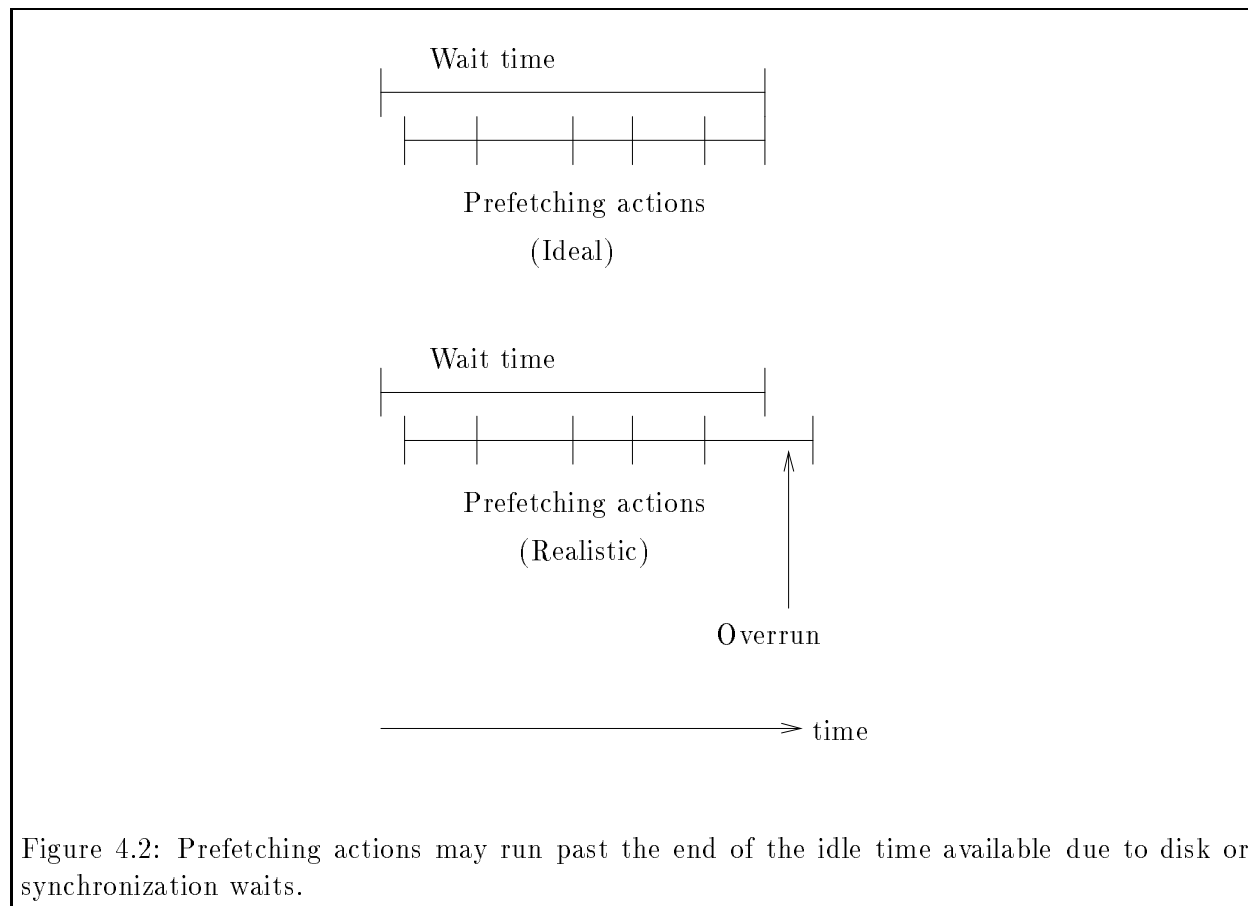 Wait time
Prefetching actions
(Ideal)
Wait time
Prefetching actions
(Realistic)
Overrun
time
Figure 4.2: Prefetching actions may run past the end of the idle time available due to disk or
synchronization waits.